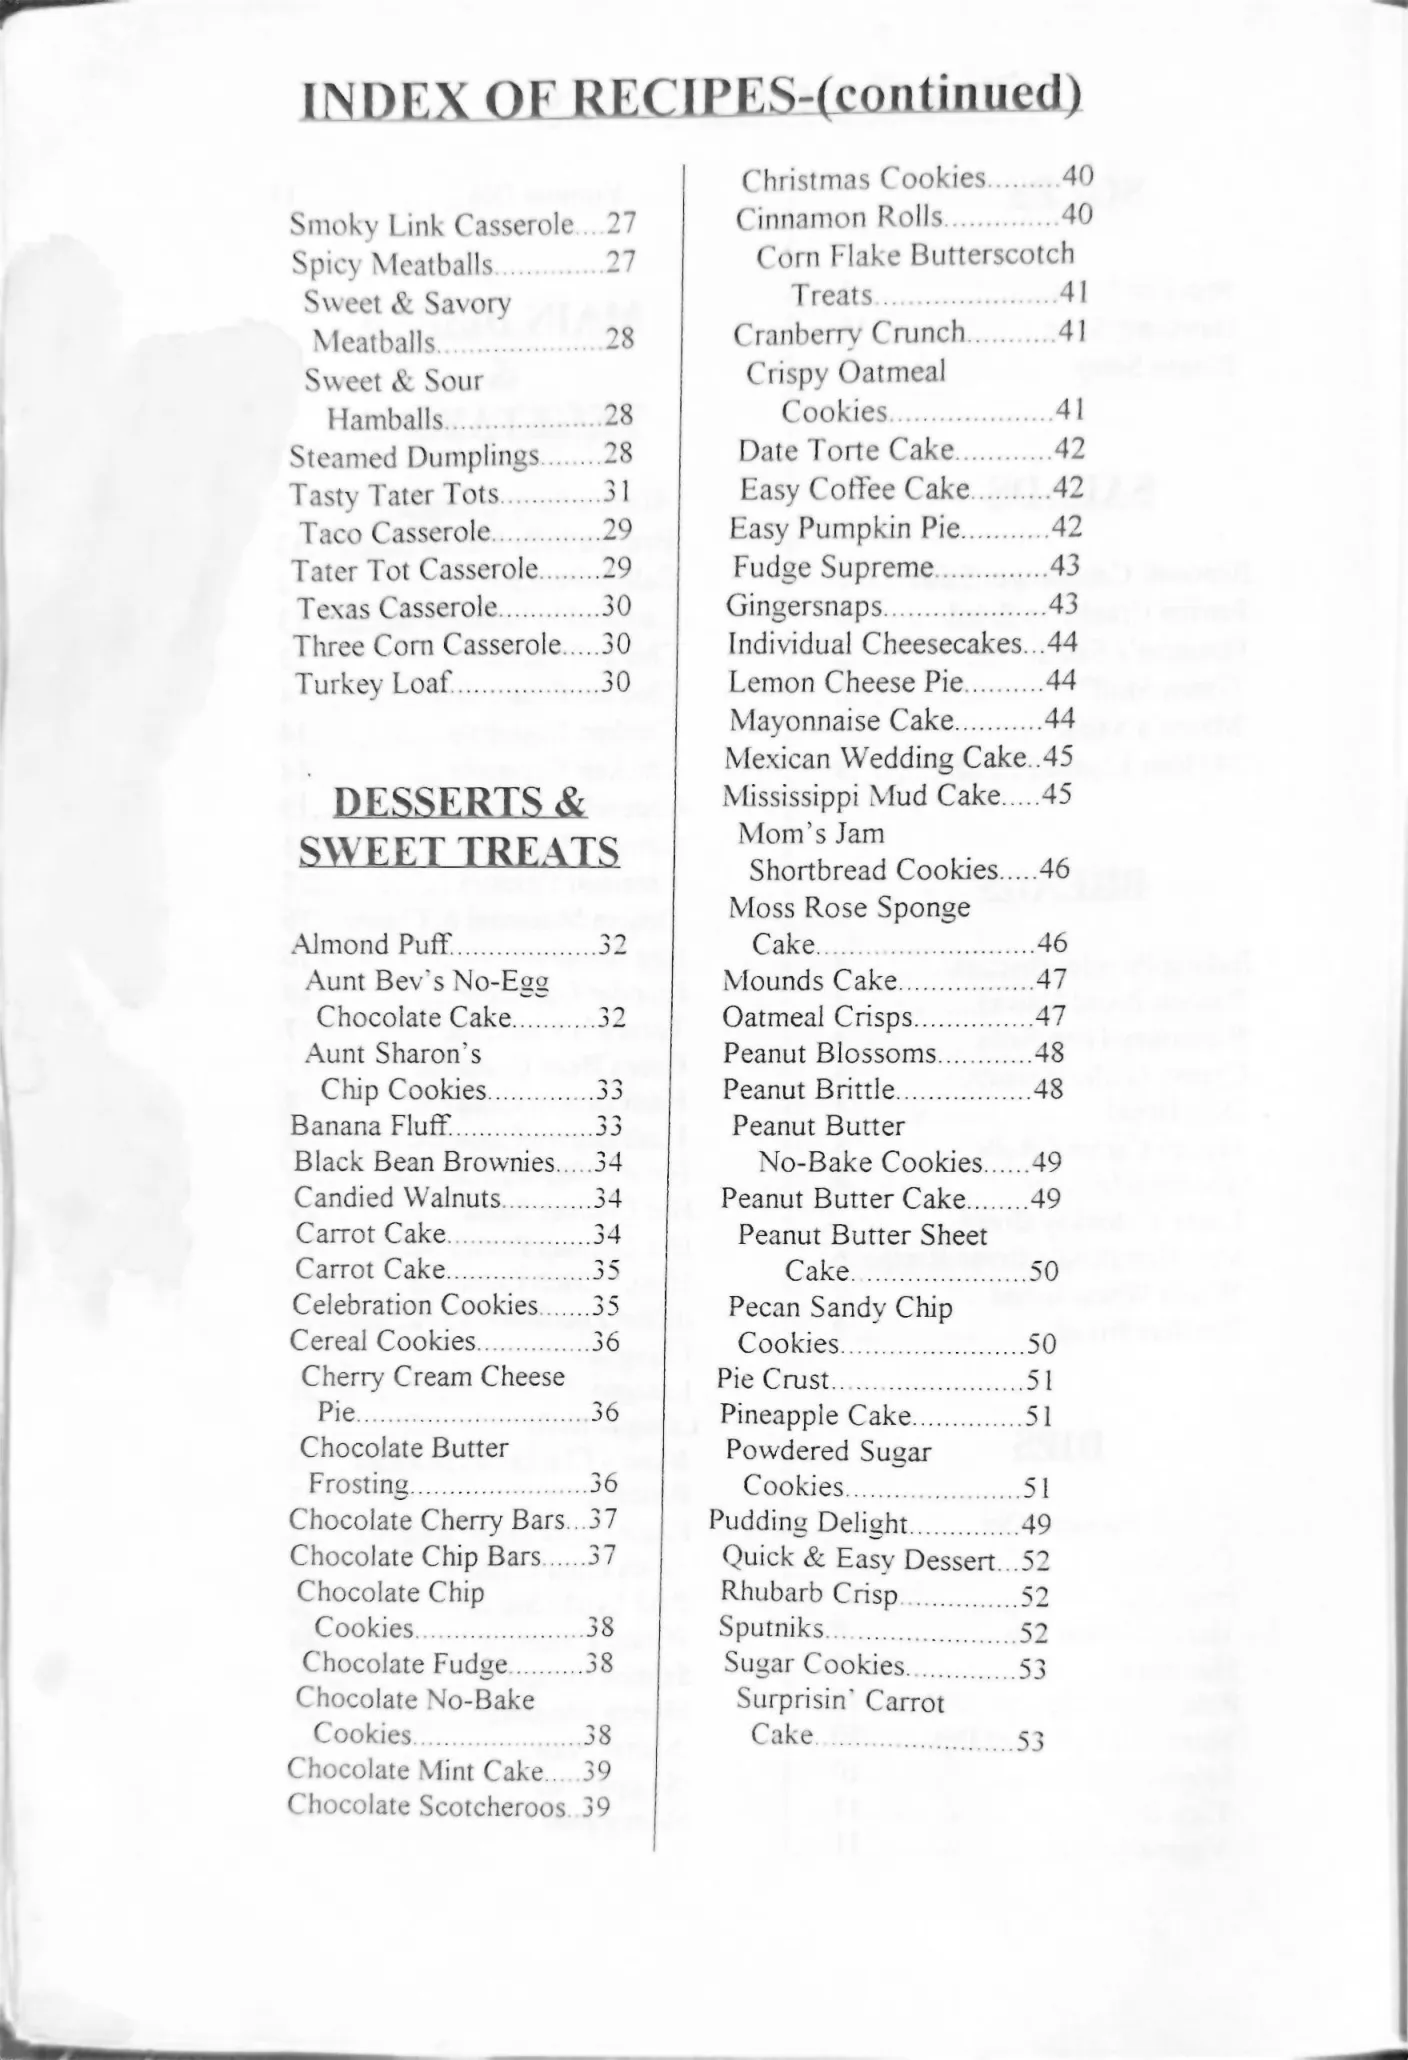 INDEX OF RECIPES-(continued)
Smoky Link Casserole....27
Spicy Meatballs..............27
Sweet & Savory
Meatballs......................28
Sweet & Sour
Hamballs.....................28
Steamed Dumplings........28
Tasty Tater Tots.............31
Taco Casserole..............29
Tater Tot Casserole........29
Texas Casserole.............30
Three Corn Casserole.....30
Turkey Loaf...................30
DESSERTS &
SWEET TREATS
Almond Puff..................32
Aunt Bev's No-Egg
Chocolate Cake...........32
Aunt Sharon's
Chip Cookies..............33
Banana Fluff..................33
Black Bean Brownies.....34
Candied Walnuts............34
Carrot Cake...................34
Carrot Cake...................35
Celebration Cookies.......35
Cereal Cookies...............36
Cherry Cream Cheese
Pie..............................36
Chocolate Butter
Frosting.......................36
Chocolate Cherry Bars...37
Chocolate Chip Bars......37
Chocolate Chip
Cookies......................38
Chocolate Fudge..........38
Chocolate No-Bake
Cookies......................38
Chocolate Mint Cake.....39
Chocolate Scotcheroos..39
Christmas Cookies.........40
Cinnamon Rolls..............40
Corn Flake Butterscotch
Treats.......................41
Cranberry Crunch...........41
Crispy Oatmeal
Cookies.....................41
Date Torte Cake............42
Easy Coffee Cake..........42
Easy Pumpkin Pie...........42
Fudge Supreme..............43
Gingersnaps.....................43
Individual Cheesecakes...44
Lemon Cheese Pie..........44
Mayonnaise Cake...........44
Mexican Wedding Cake..45
Mississippi Mud Cake.....45
Mom's Jam
Shortbread Cookies.....46
Moss Rose Sponge
Cake...........................46
Mounds Cake.................47
Oatmeal Crisps...............47
Peanut Blossoms............48
Peanut Brittle.................48
Peanut Butter
No-Bake Cookies......49
Peanut Butter Cake........49
Peanut Butter Sheet
Cake......................50
Pecan Sandy Chip
Cookies.......................50
Pie Crust........................51
Pineapple Cake..............51
Powdered Sugar
Cookies......................51
Pudding Delight..............49
Quick & Easy Dessert...52
Rhubarb Crisp...............52
Sputniks........................52
Sugar Cookies..............53
Surprisin' Carrot
Cake.........................53